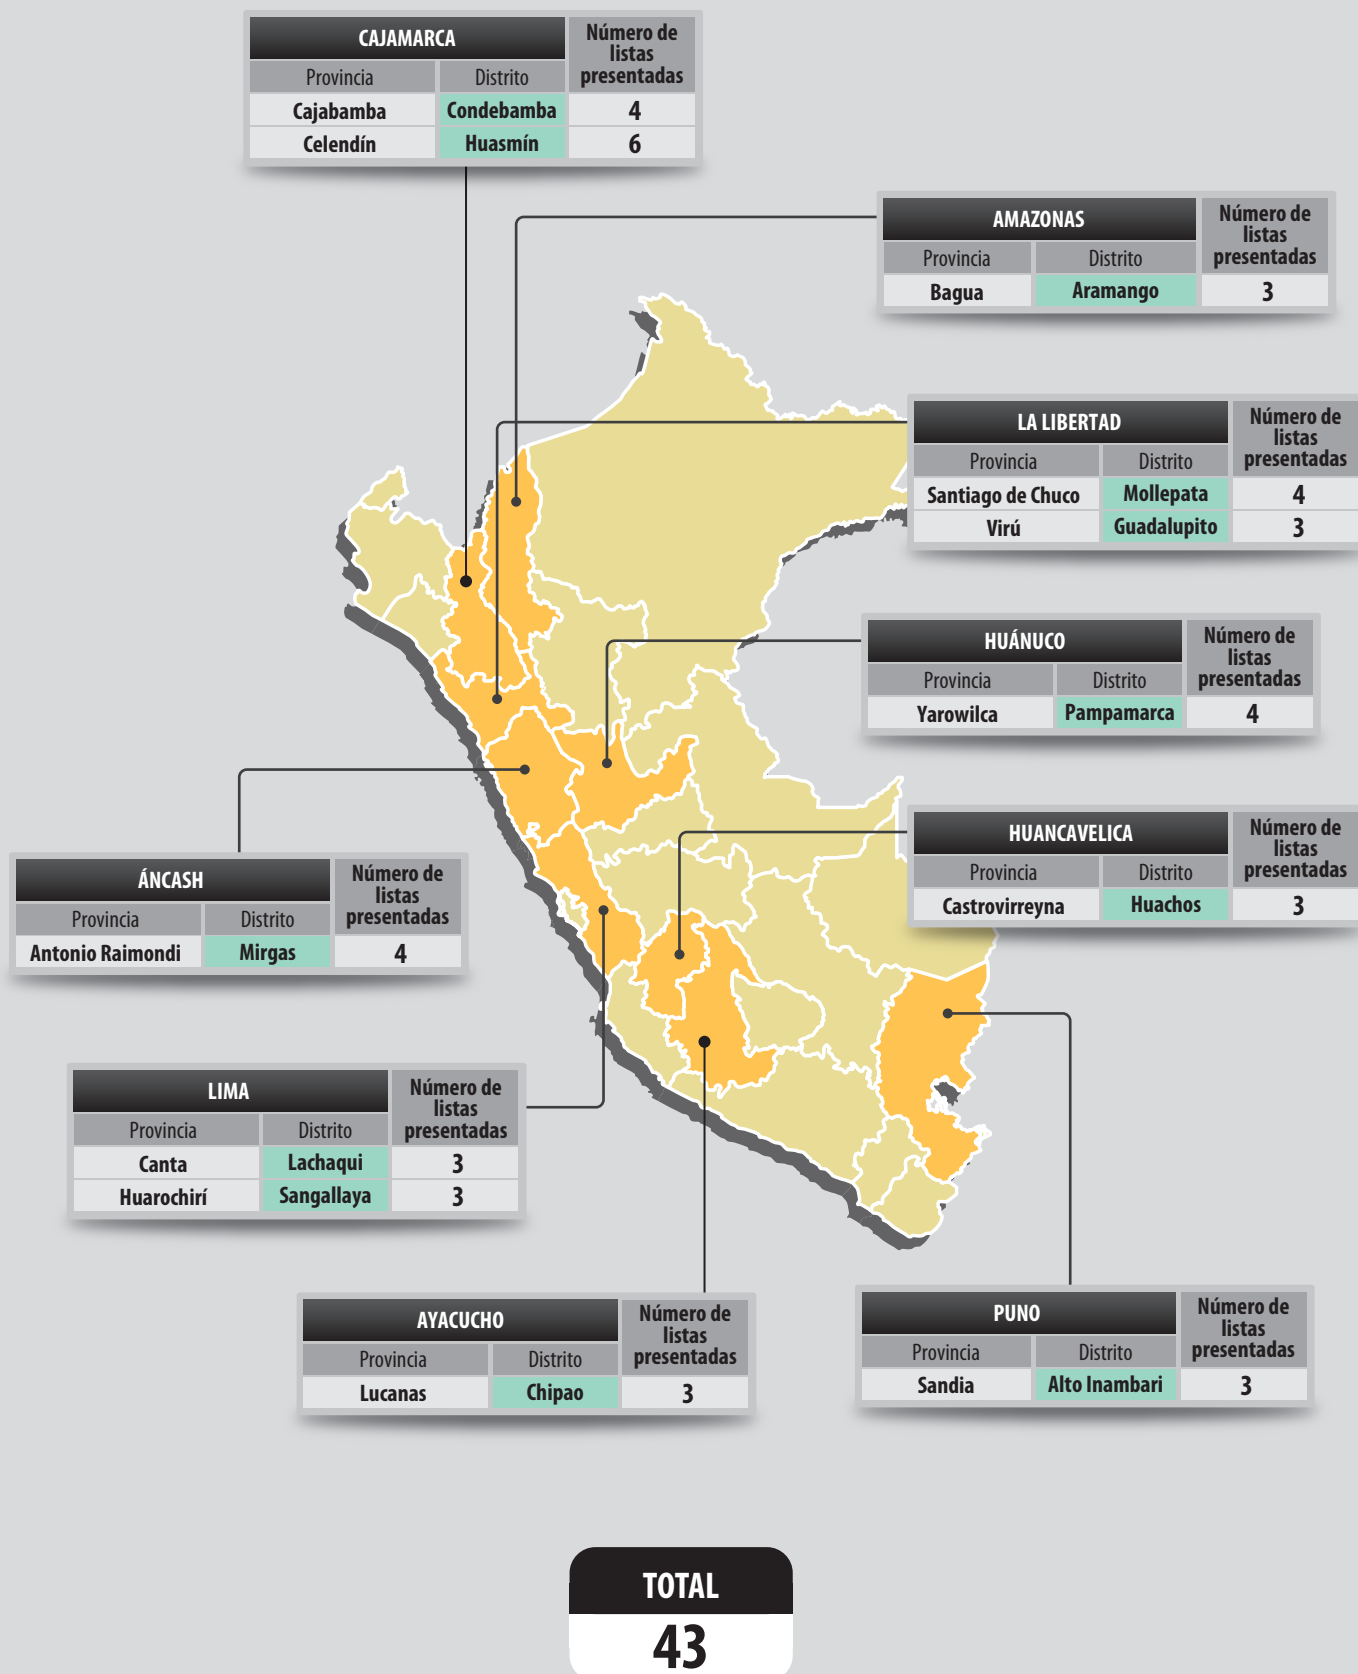 CAJAMARCA
Número de
listas
presentadas
Provincia Distrito
Cajabamba Condebamba 4
Celendín Huasmín 6
AMAZONAS
Número de
listas
presentadas
Provincia Distrito
Bagua Aramango 3
LA LIBERTAD
Número de
listas
presentadas
Provincia Distrito
Santiago de Chuco Mollepata 4
Virú Guadalupito 3
HUÁNUCO
Número de
listas
presentadas
Provincia Distrito
Yarowilca Pampamarca 4
HUANCAVELICA
Número de
listas
presentadas
Provincia Distrito
Castrovirreyna Huachos 3
ÁNCASH
Número de
listas
presentadas
Provincia Distrito
Antonio Raimondi Mirgas 4
LIMA
Número de
listas
presentadas
Provincia Distrito
Canta Lachaqui 3
Huarochirí Sangallaya 3
AYACUCHO
Número de
listas
presentadas
Provincia Distrito
Lucanas Chipao 3
PUNO
Número de
listas
presentadas
Provincia Distrito
Sandia Alto Inambari 3
TOTAL
43